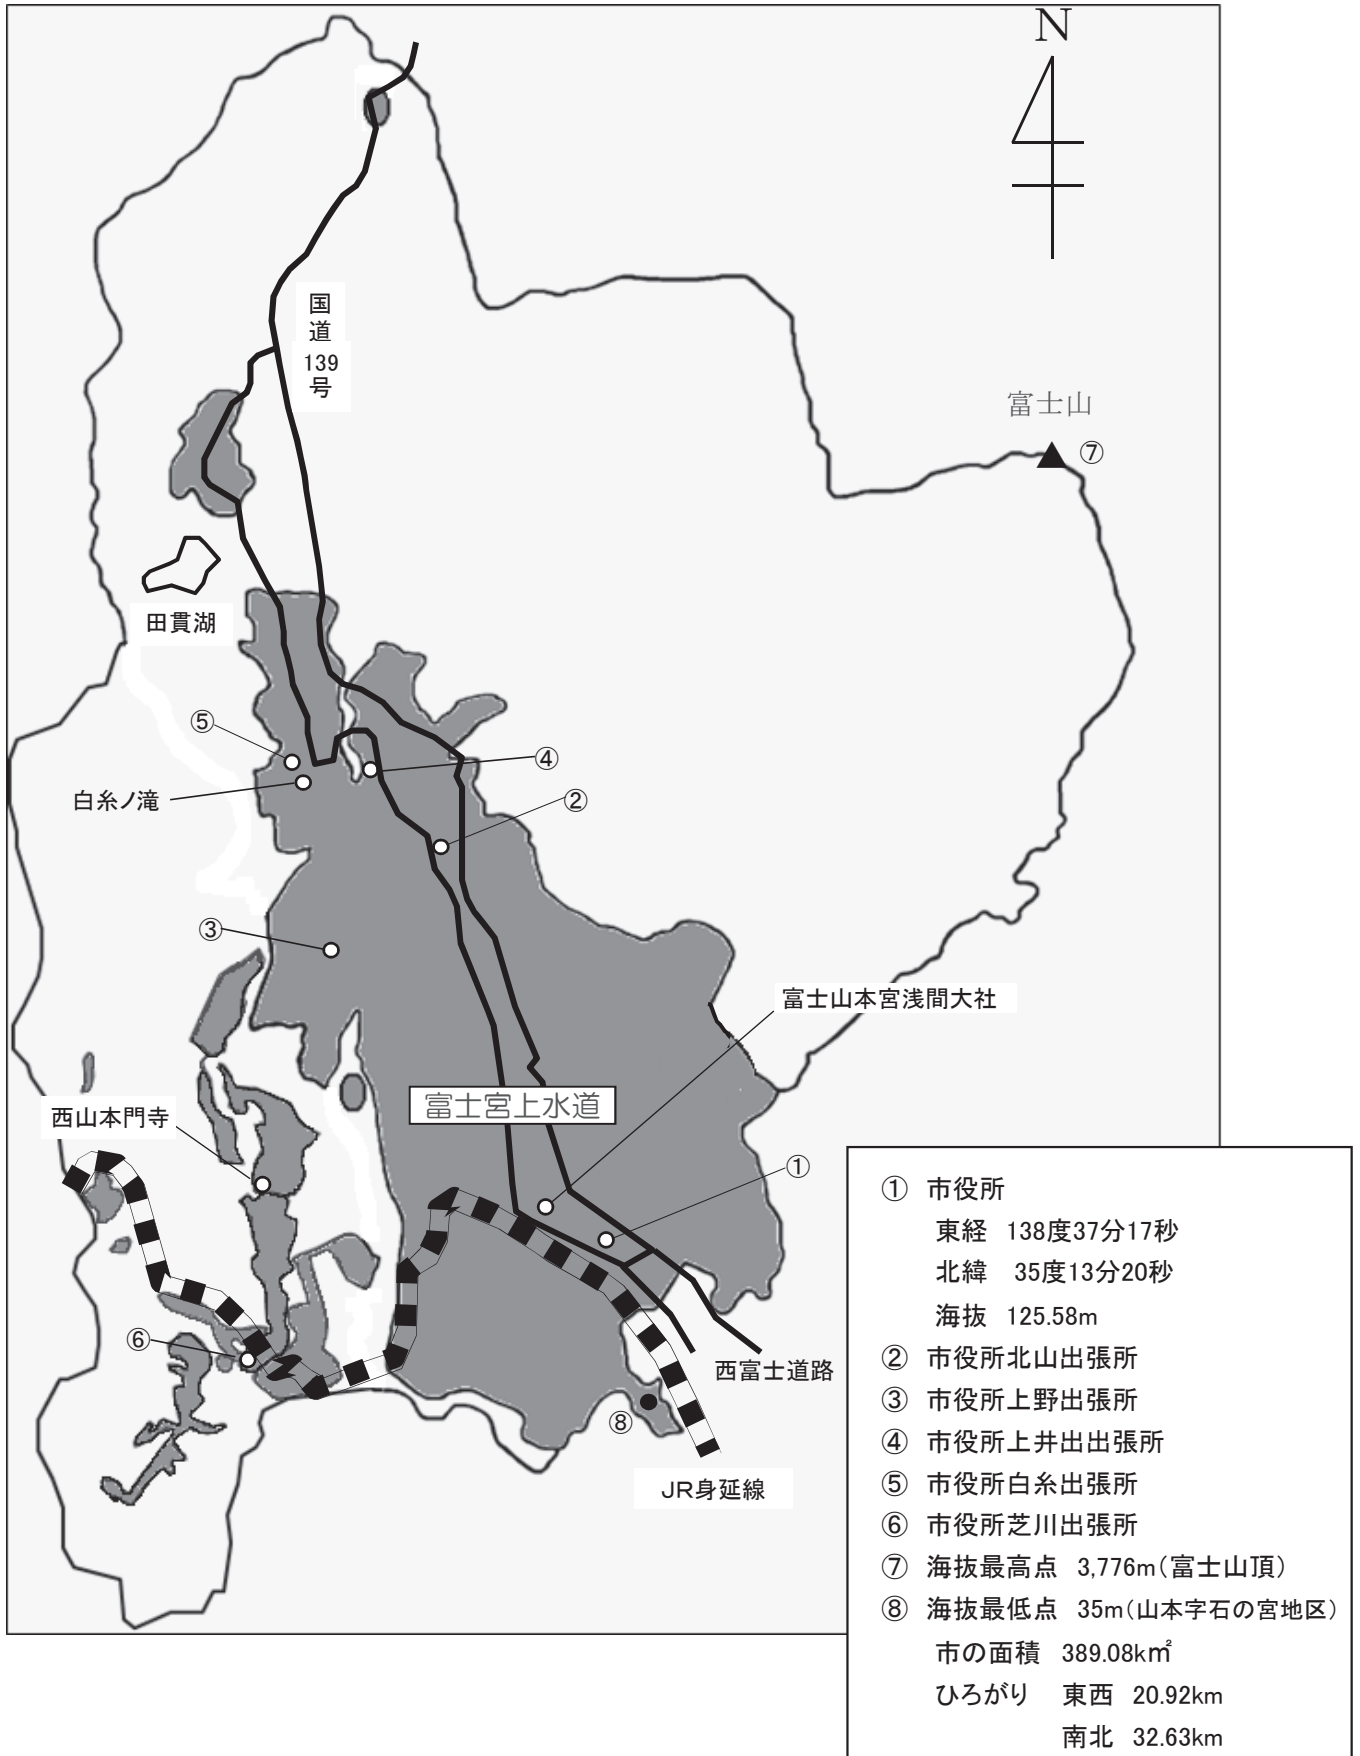 N
国
道
139
号
富士山
⑦
田貫湖
⑤
④
白糸ノ滝
②
③
富士山本宮浅間大社
富士宮上水道
西山本門寺
①
⑥
西富士道路
⑧
JR身延線
① 市役所
東経 138度37分17秒
北緯 35度13分20秒
海抜 125.58m
② 市役所北山出張所
③ 市役所上野出張所
④ 市役所上井出出張所
⑤ 市役所白糸出張所
⑥ 市役所芝川出張所
⑦ 海抜最高点 3,776m(富士山頂)
⑧ 海抜最低点 35m(山本字石の宮地区)
市の面積 389.08k㎡
ひろがり 東西 20.92km
南北 32.63km